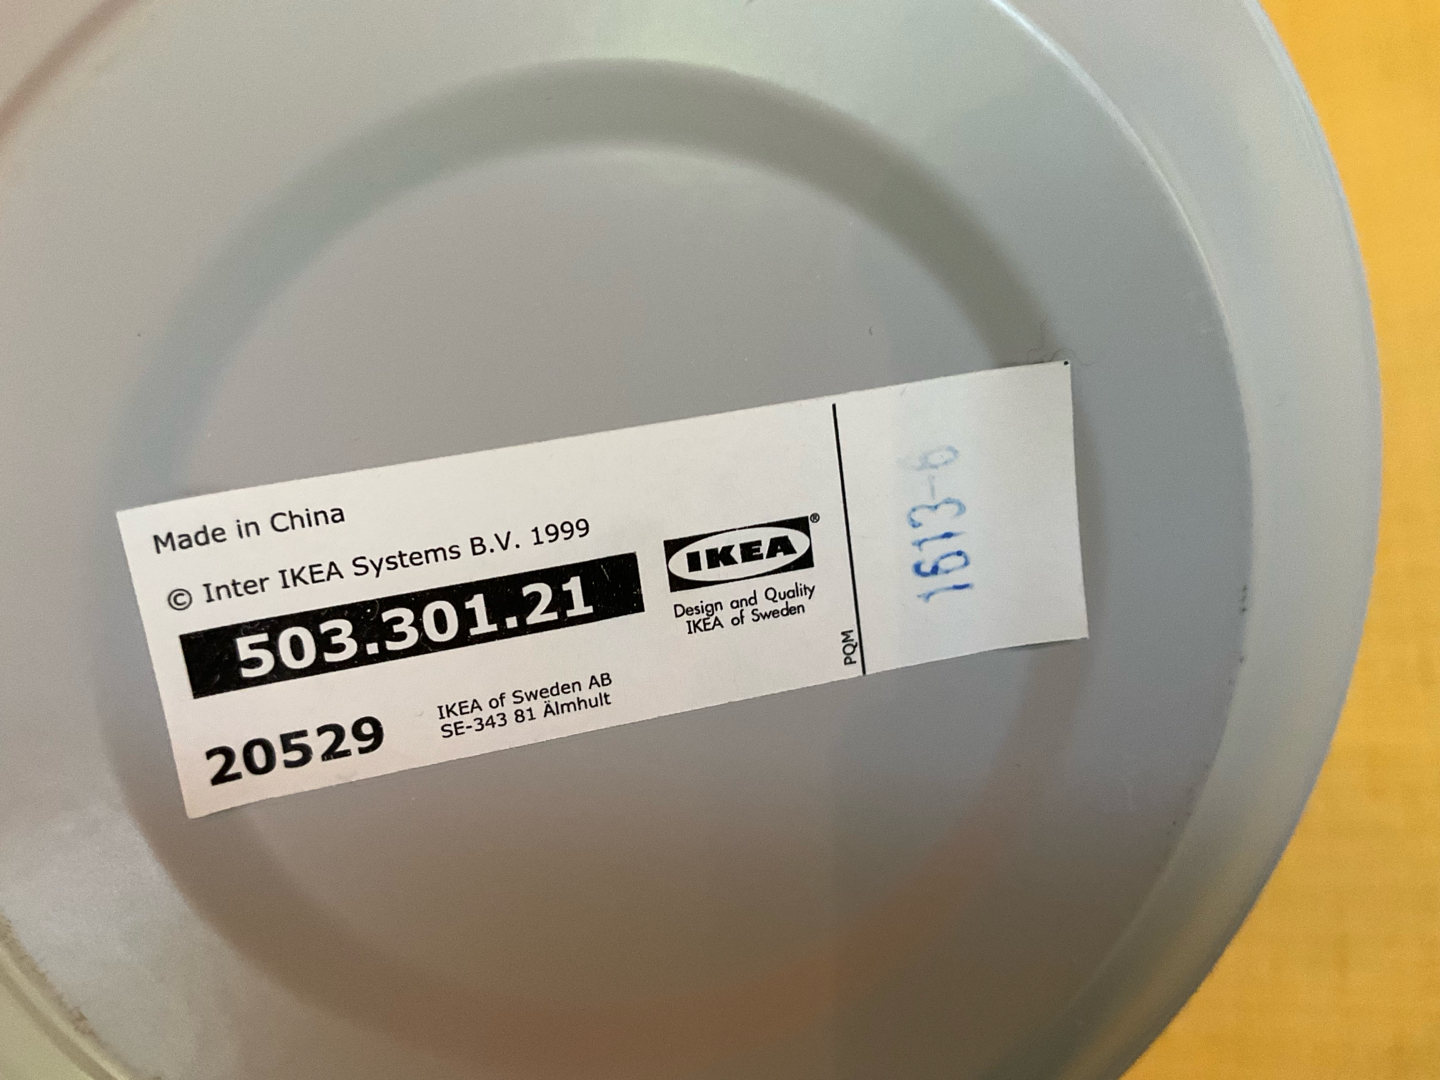 Made in China
© Inter IKEA Systems B.V. 1999
503.301.21
20529
IKEA of Sweden AB
SE-343 81 Älmhult
IKEA®
Design and Quality
IKEA of Sweden
PQM
1613-6